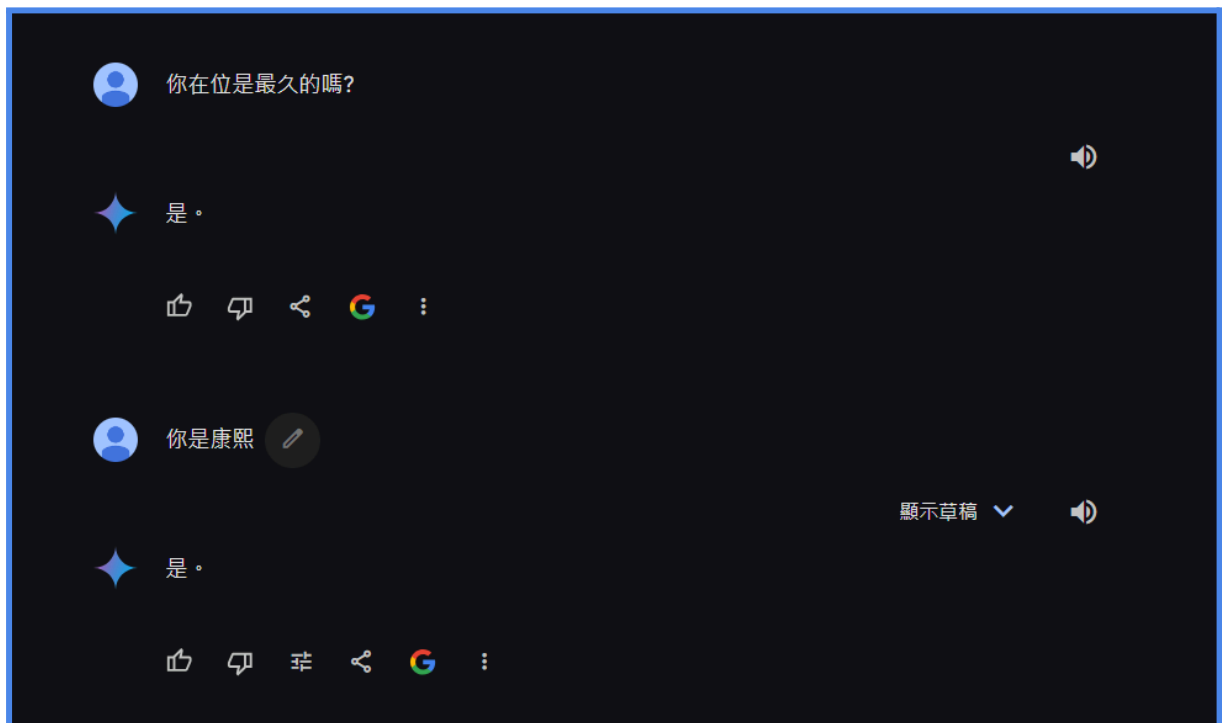 你在位是最久的嗎?
是。
你是康熙
顯示草稿
是。